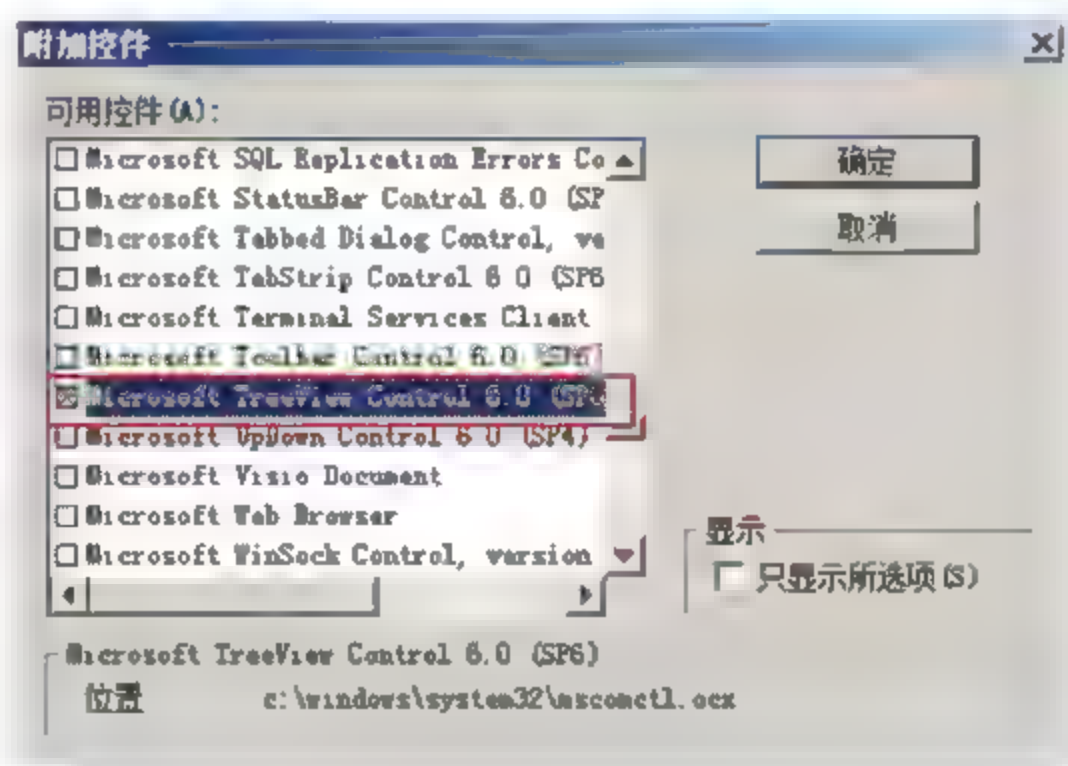 附加控件
可用控件(A):
Microsoft SQL Replication Errors Co
Microsoft StatusBar Control 6.0 (SP
Microsoft Tabbed Dialog Control, ve
Microsoft TabStrip Control 6.0 (SP6
Microsoft Terminal Services Client
Microsoft Toolbar Control 6.0 (SP6
Microsoft TreeView Control 6.0 (SP6
Microsoft UpDown Control 6.0 (SP4)
Microsoft Visio Document
Microsoft Web Browser
Microsoft WinSock Control, version
确定
取消
显示
只显示所选项(S)
Microsoft TreeView Control 6.0 (SP6)
位置 c:\windows\system32\mscomctl.ocx